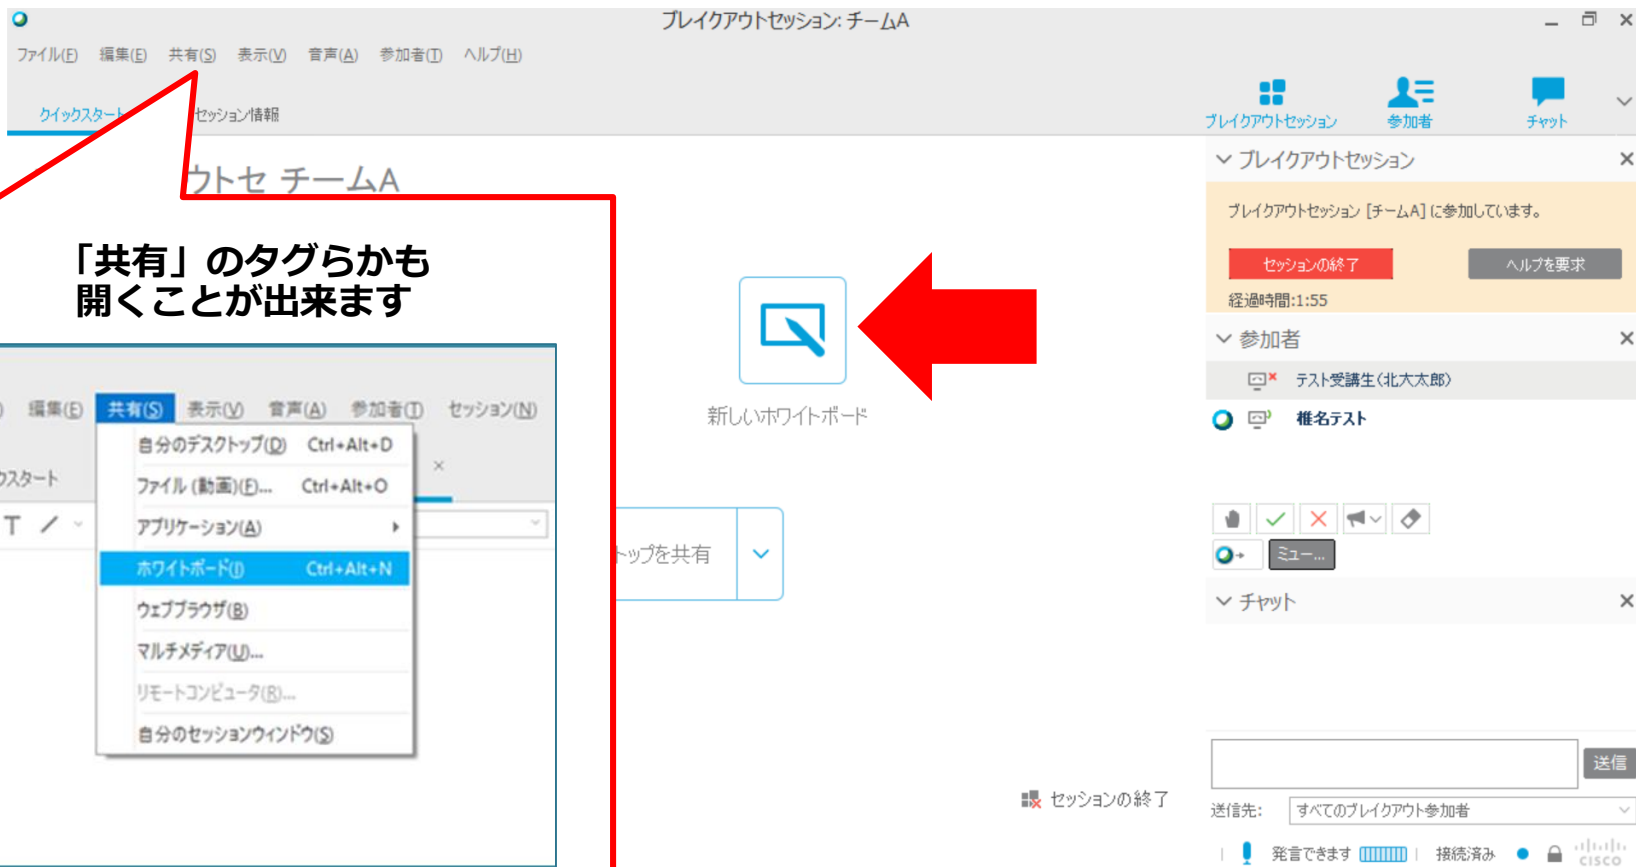 ブレイクアウトセッション: チームA
ファイル(F) 編集(E) 共有(S) 表示(V) 音声(A) 参加者(T) ヘルプ(H)
クイックスタート セッション情報
ブレイクアウトセッション 参加者 チャット
ウトセ チームA
「共有」のタグらかも
開くことが出来ます
編集(E) 共有(S) 表示(V) 音声(A) 参加者(T) セッション(N)
自分のデスクトップ(D) Ctrl+Alt+D
クスタート
ファイル (動画)(F)... Ctrl+Alt+O
T
アプリケーション(A)
ホワイトボード(I) Ctrl+Alt+N
ウェブブラウザ(B)
マルチメディア(U)...
リモートコンピュータ(R)...
自分のセッションウィンドウ(S)
新しいホワイトボード
トップを共有
セッションの終了
ブレイクアウトセッション
ブレイクアウトセッション [チームA] に参加しています。
セッションの終了 ヘルプを要求
経過時間:1:55
参加者
テスト受講生(北大太郎)
椎名テスト
ミュー...
チャット
送信
送信先: すべてのブレイクアウト参加者
発言できます 接続済み
CISCO